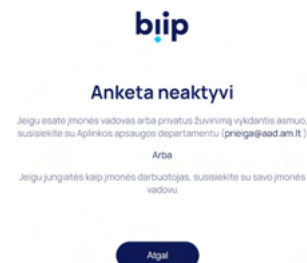 biip
Anketa neaktyvi
Jeigu esate įmonės vadovas arba privatus žuvinimą vykdantis asmuo,
susisiekite su Aplinkos apsaugos departamentu (prieiga@aad.am.lt)
Arba
Jeigu jungiatės kaip įmonės darbuotojas, susisiekite su savo įmonės
vadovu
Atgal